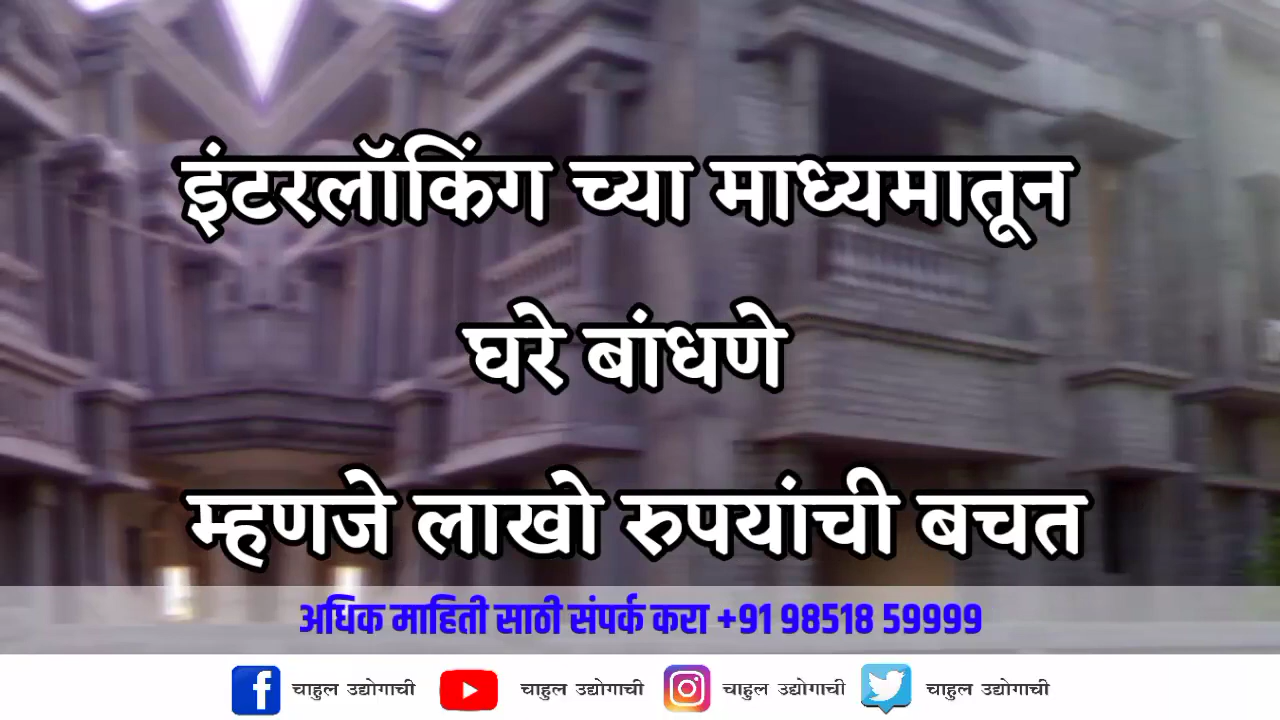 इंटरलॉकिंग च्या माध्यमातून
घरे बांधणे
म्हणजे लाखो रुपयांची बचत
अधिक माहिती साठी संपर्क करा +91 98518 59999
चाहुल उद्योगाची चाहुल उद्योगाची चाहुल उद्योगाची चाहुल उद्योगाची